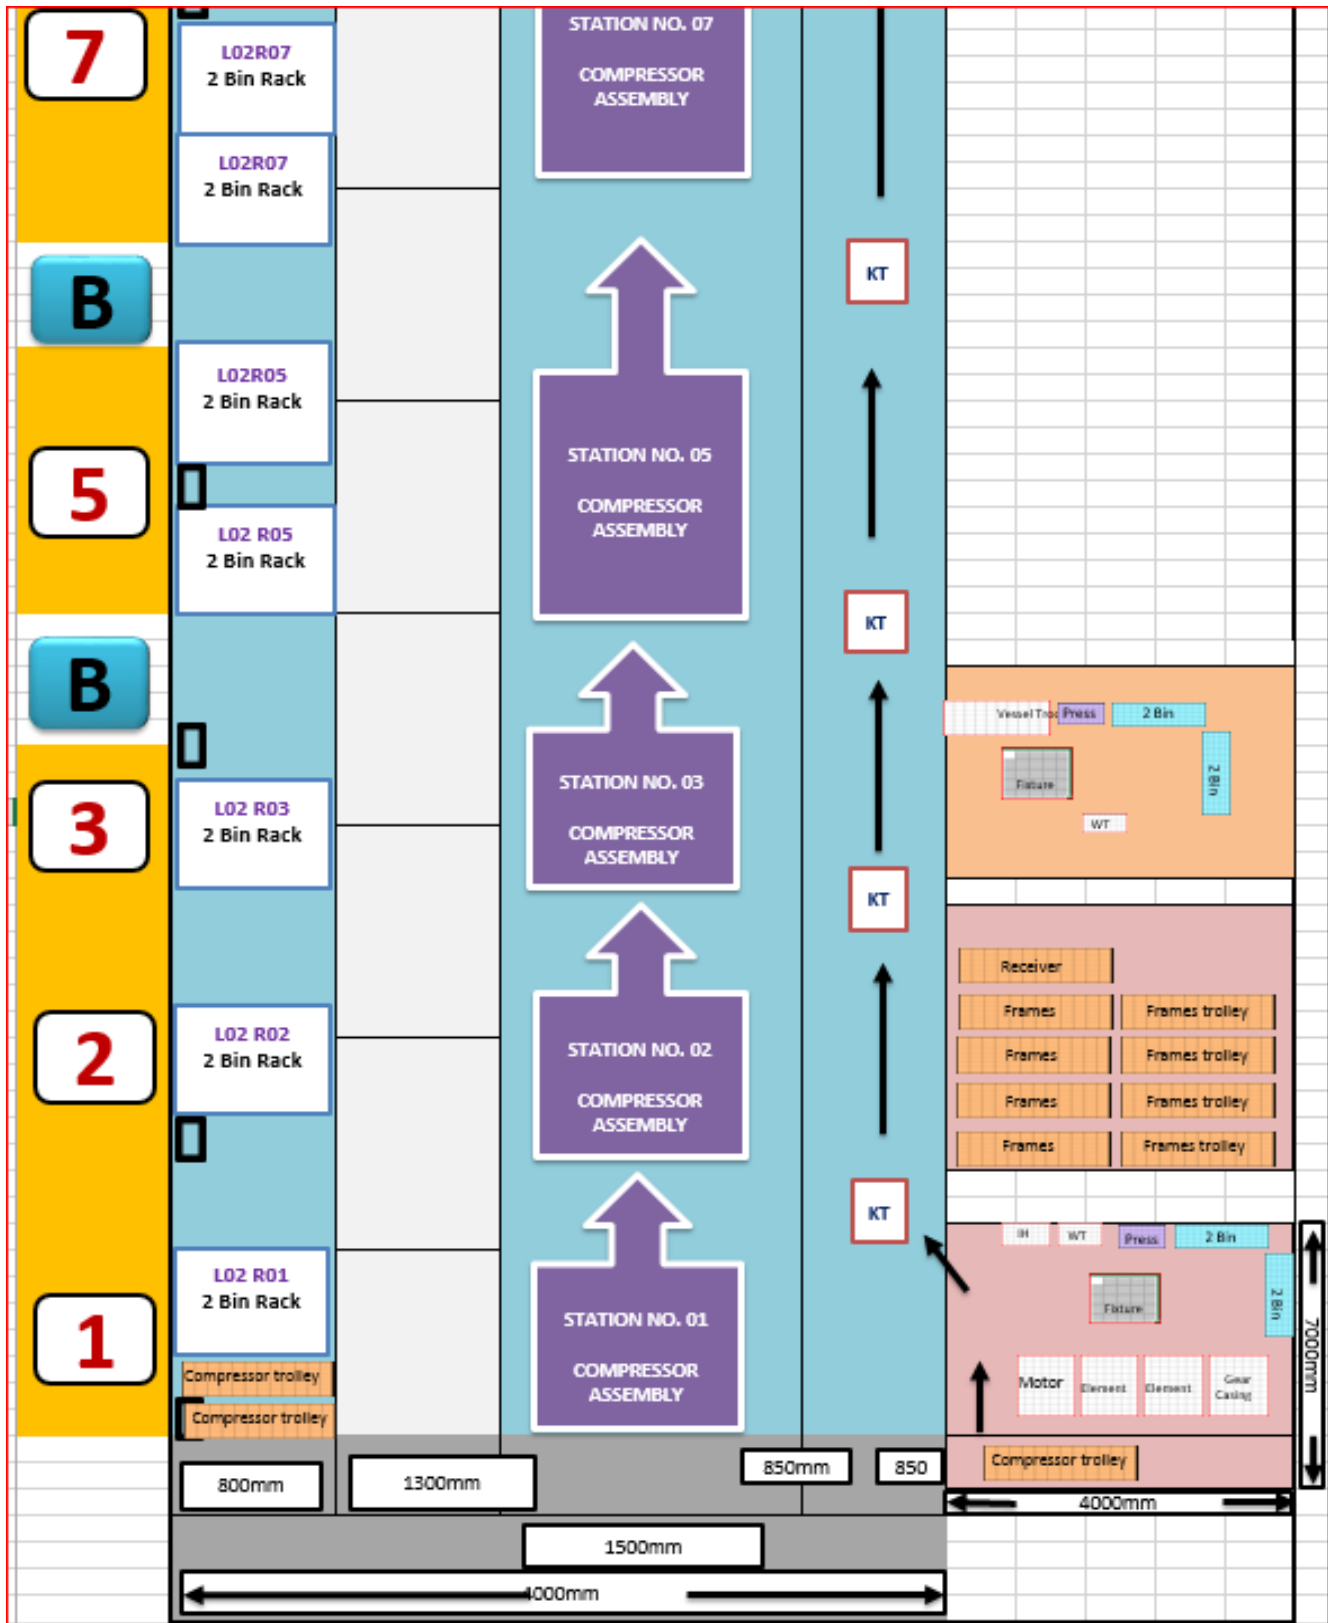 7
L02R07
2 Bin Rack
STATION NO. 07
COMPRESSOR
ASSEMBLY
L02R07
2 Bin Rack
B
KT
L02R05
2 Bin Rack
5
STATION NO. 05
COMPRESSOR
ASSEMBLY
L02 R05
2 Bin Rack
KT
B
Press
2 Bin
2 Bin
Fixture
WT
3
L02 R03
2 Bin Rack
STATION NO. 03
COMPRESSOR
ASSEMBLY
KT
Receiver
Frames
Frames trolley
Frames
Frames trolley
Frames
Frames trolley
Frames
Frames trolley
2
L02 R02
2 Bin Rack
STATION NO. 02
COMPRESSOR
ASSEMBLY
KT
IH
WT
Press
2 Bin
2 Bin
Fixture
7000mm
1
L02 R01
2 Bin Rack
STATION NO. 01
COMPRESSOR
ASSEMBLY
Compressor trolley
Compressor trolley
Motor
Element
Element
Gear
Casing
Compressor trolley
800mm
1300mm
850mm
850
4000mm
1500mm
4000mm